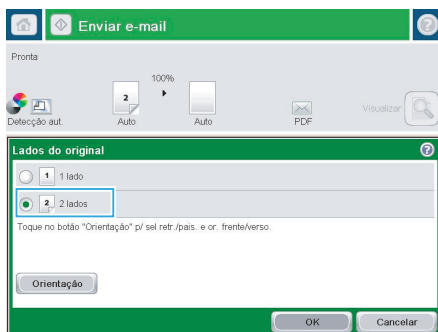 Enviar e-mail
Pronta
100%
2
Detecção aut.
Auto
Auto
PDF
Visualizar
Lados do original
1 1 lado
2 2 lados
Toque no botão "Orientação" p/ sel retr./pais. e or. frente/verso.
Orientação
OK
Cancelar